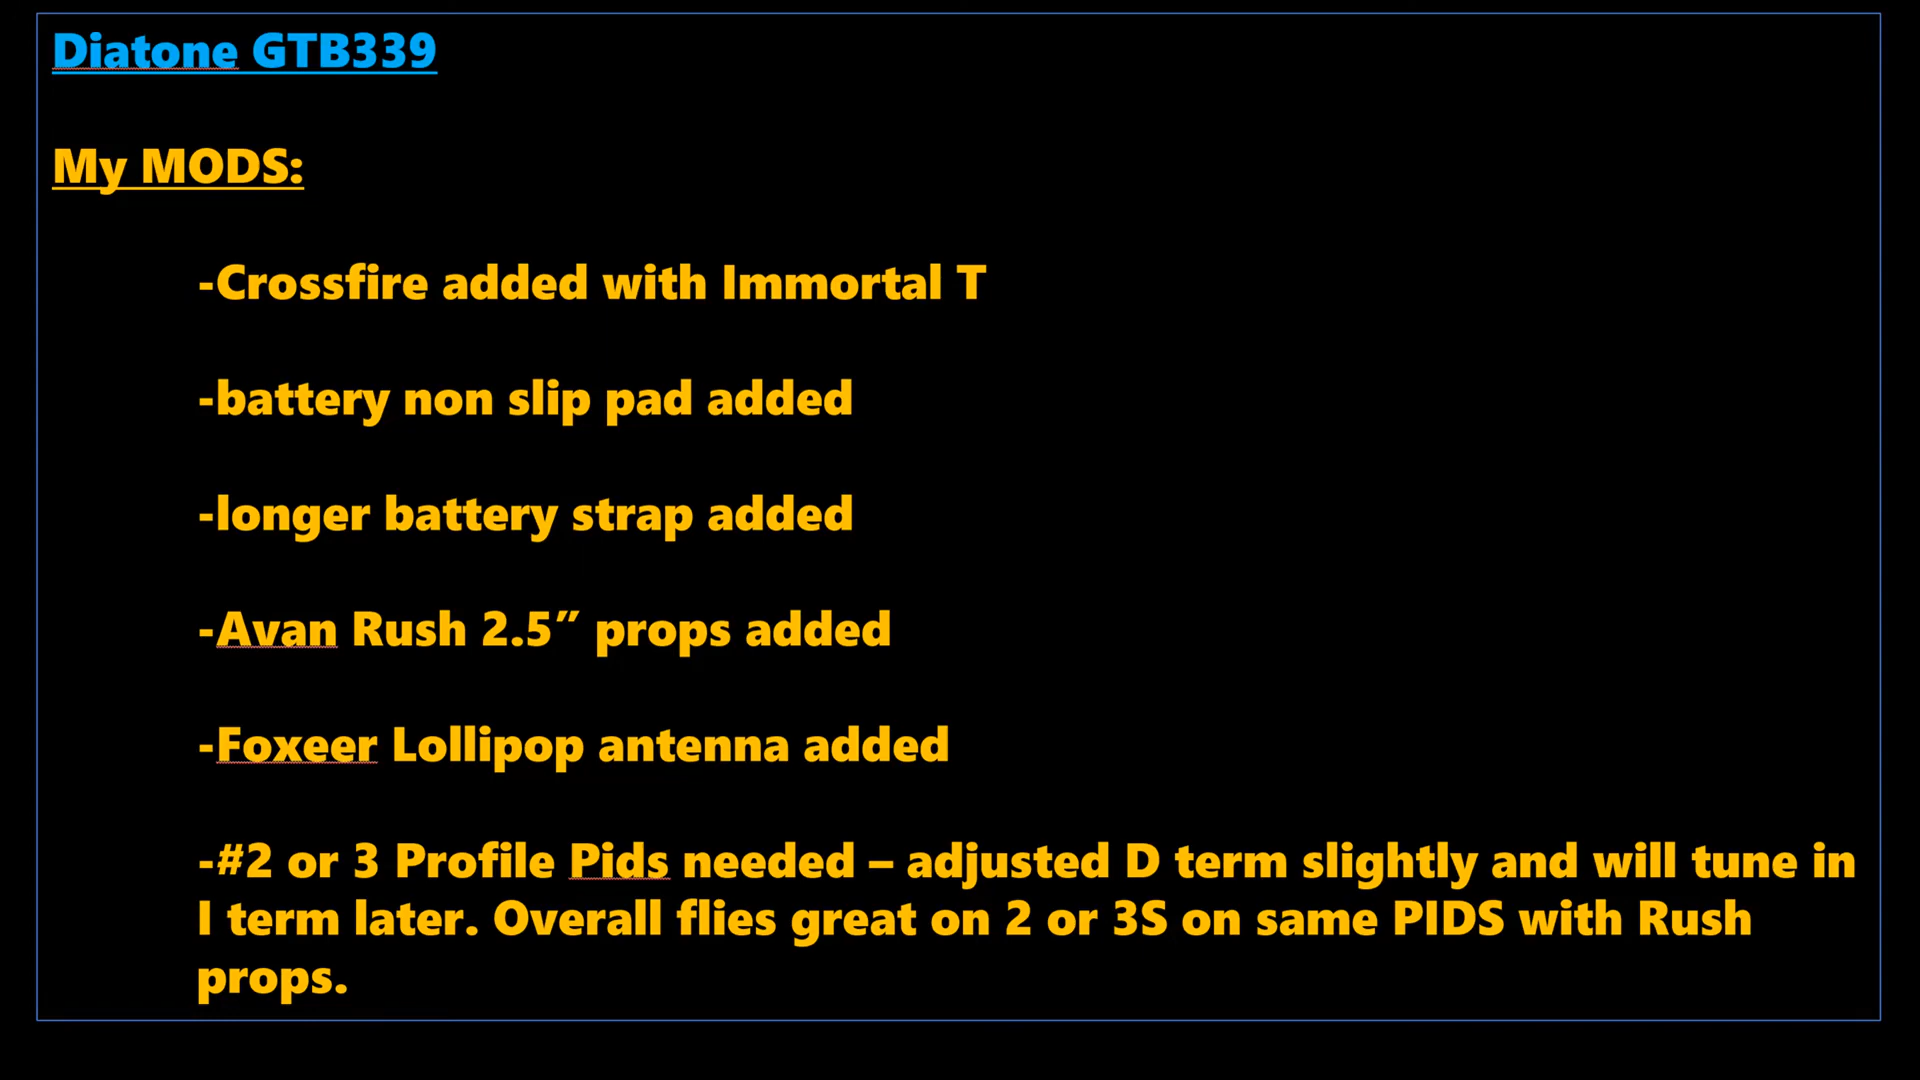 Diatone GTB339
My MODS:
-Crossfire added with Immortal T
-battery non slip pad added
-longer battery strap added
-Avan Rush 2.5” props added
-Foxeer Lollipop antenna added
-#2 or 3 Profile Pids needed – adjusted D term slightly and will tune in
I term later. Overall flies great on 2 or 3S on same PIDS with Rush
props.